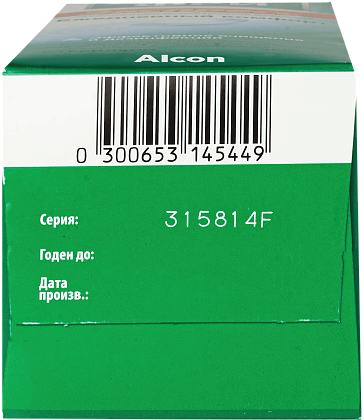 Alcon
0 300653 145449
Серия: 315814F
Годен до:
Дата
произв.: